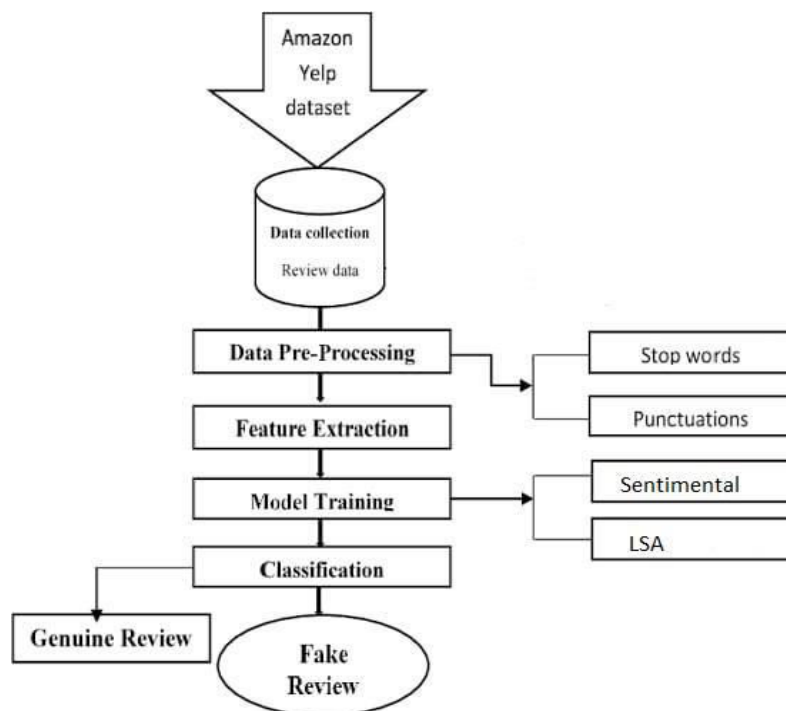 Amazon
Yelp
dataset
Data collection
Review data
Data Pre-Processing
Stop words
Punctuations
Feature Extraction
Model Training
Sentimental
LSA
Classification
Genuine Review
Fake
Review